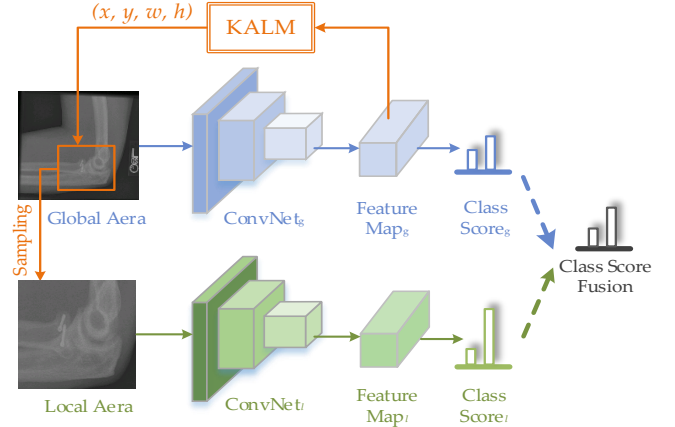 (x, y, w, h)
KALM
Global Aera
ConvNetg
Feature
Mapg
Class
Scoreg
Sampling
Class Score
Fusion
Local Aera
ConvNetl
Feature
Mapl
Class
Scorel